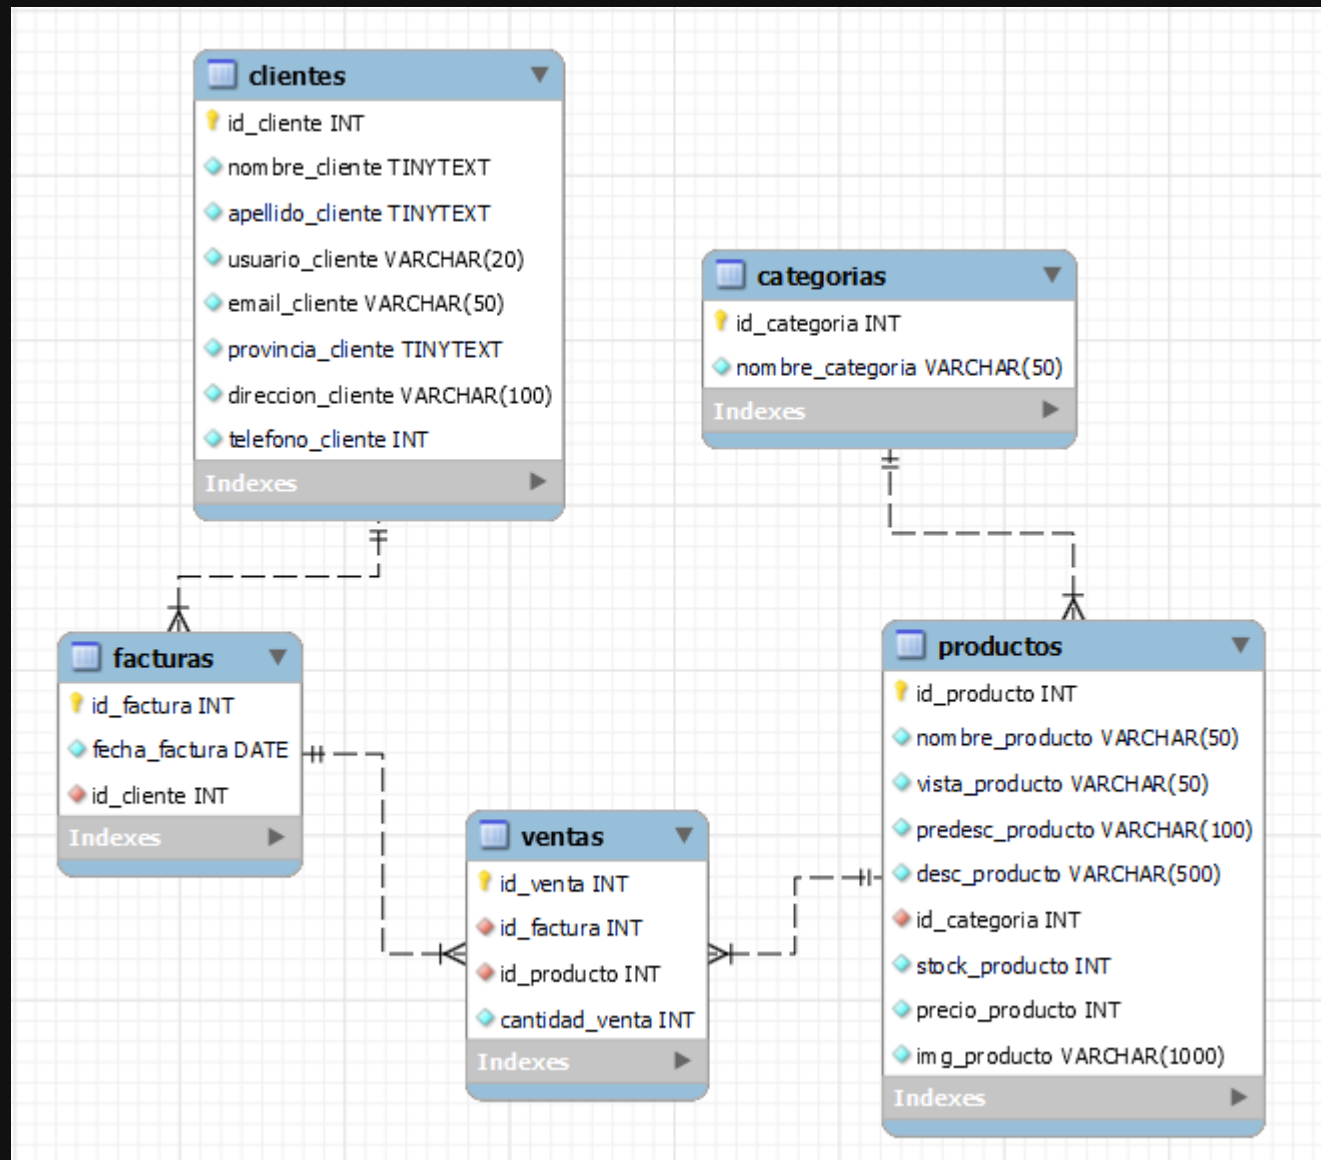 clientes
id_cliente INT
nombre_cliente TINYTEXT
apellido_cliente TINYTEXT
usuario_cliente VARCHAR(20)
email_cliente VARCHAR(50)
provincia_cliente TINYTEXT
direccion_cliente VARCHAR(100)
telefono_cliente INT
Indexes
categorias
id_categoria INT
nombre_categoria VARCHAR(50)
Indexes
facturas
id_factura INT
fecha_factura DATE
id_cliente INT
Indexes
ventas
id_venta INT
id_factura INT
id_producto INT
cantidad_venta INT
Indexes
productos
id_producto INT
nombre_producto VARCHAR(50)
vista_producto VARCHAR(50)
predesc_producto VARCHAR(100)
desc_producto VARCHAR(500)
id_categoria INT
stock_producto INT
precio_producto INT
img_producto VARCHAR(1000)
Indexes